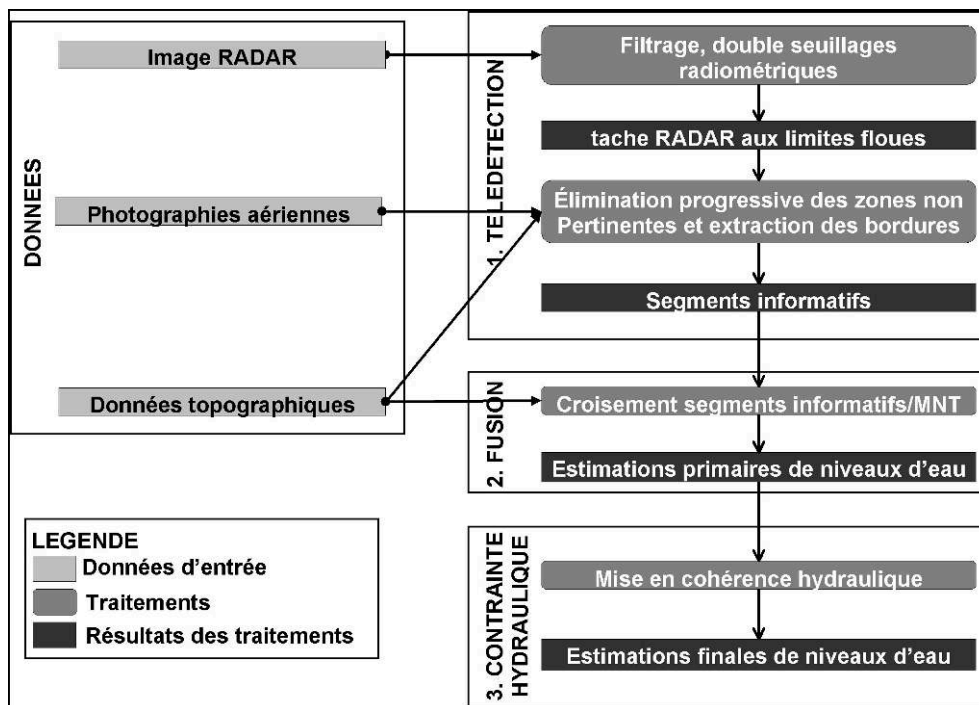 DONNEES
Image RADAR
Photographies aériennes
Données topographiques
1. TELEDETECTION
Filtrage, double seuillages
radiométriques
tache RADAR aux limites floues
Élimination progressive des zones non
Pertinentes et extraction des bordures
Segments informatifs
2. FUSION
Croisement segments informatifs/MNT
Estimations primaires de niveaux d'eau
3. CONTRAINTE
HYDRAULIQUE
Mise en cohérence hydraulique
Estimations finales de niveaux d'eau
LEGENDE
Données d'entrée
Traitements
Résultats des traitements